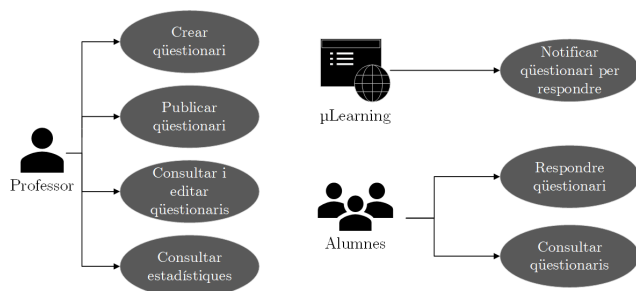 Crear
qüestionari
Publicar
qüestionari
Professor
Consultar i
editar
qüestionaris
Consultar
estadístiques
µLearning
Notificar
qüestionari per
respondre
Alumnes
Respondre
qüestionari
Consultar
qüestionaris